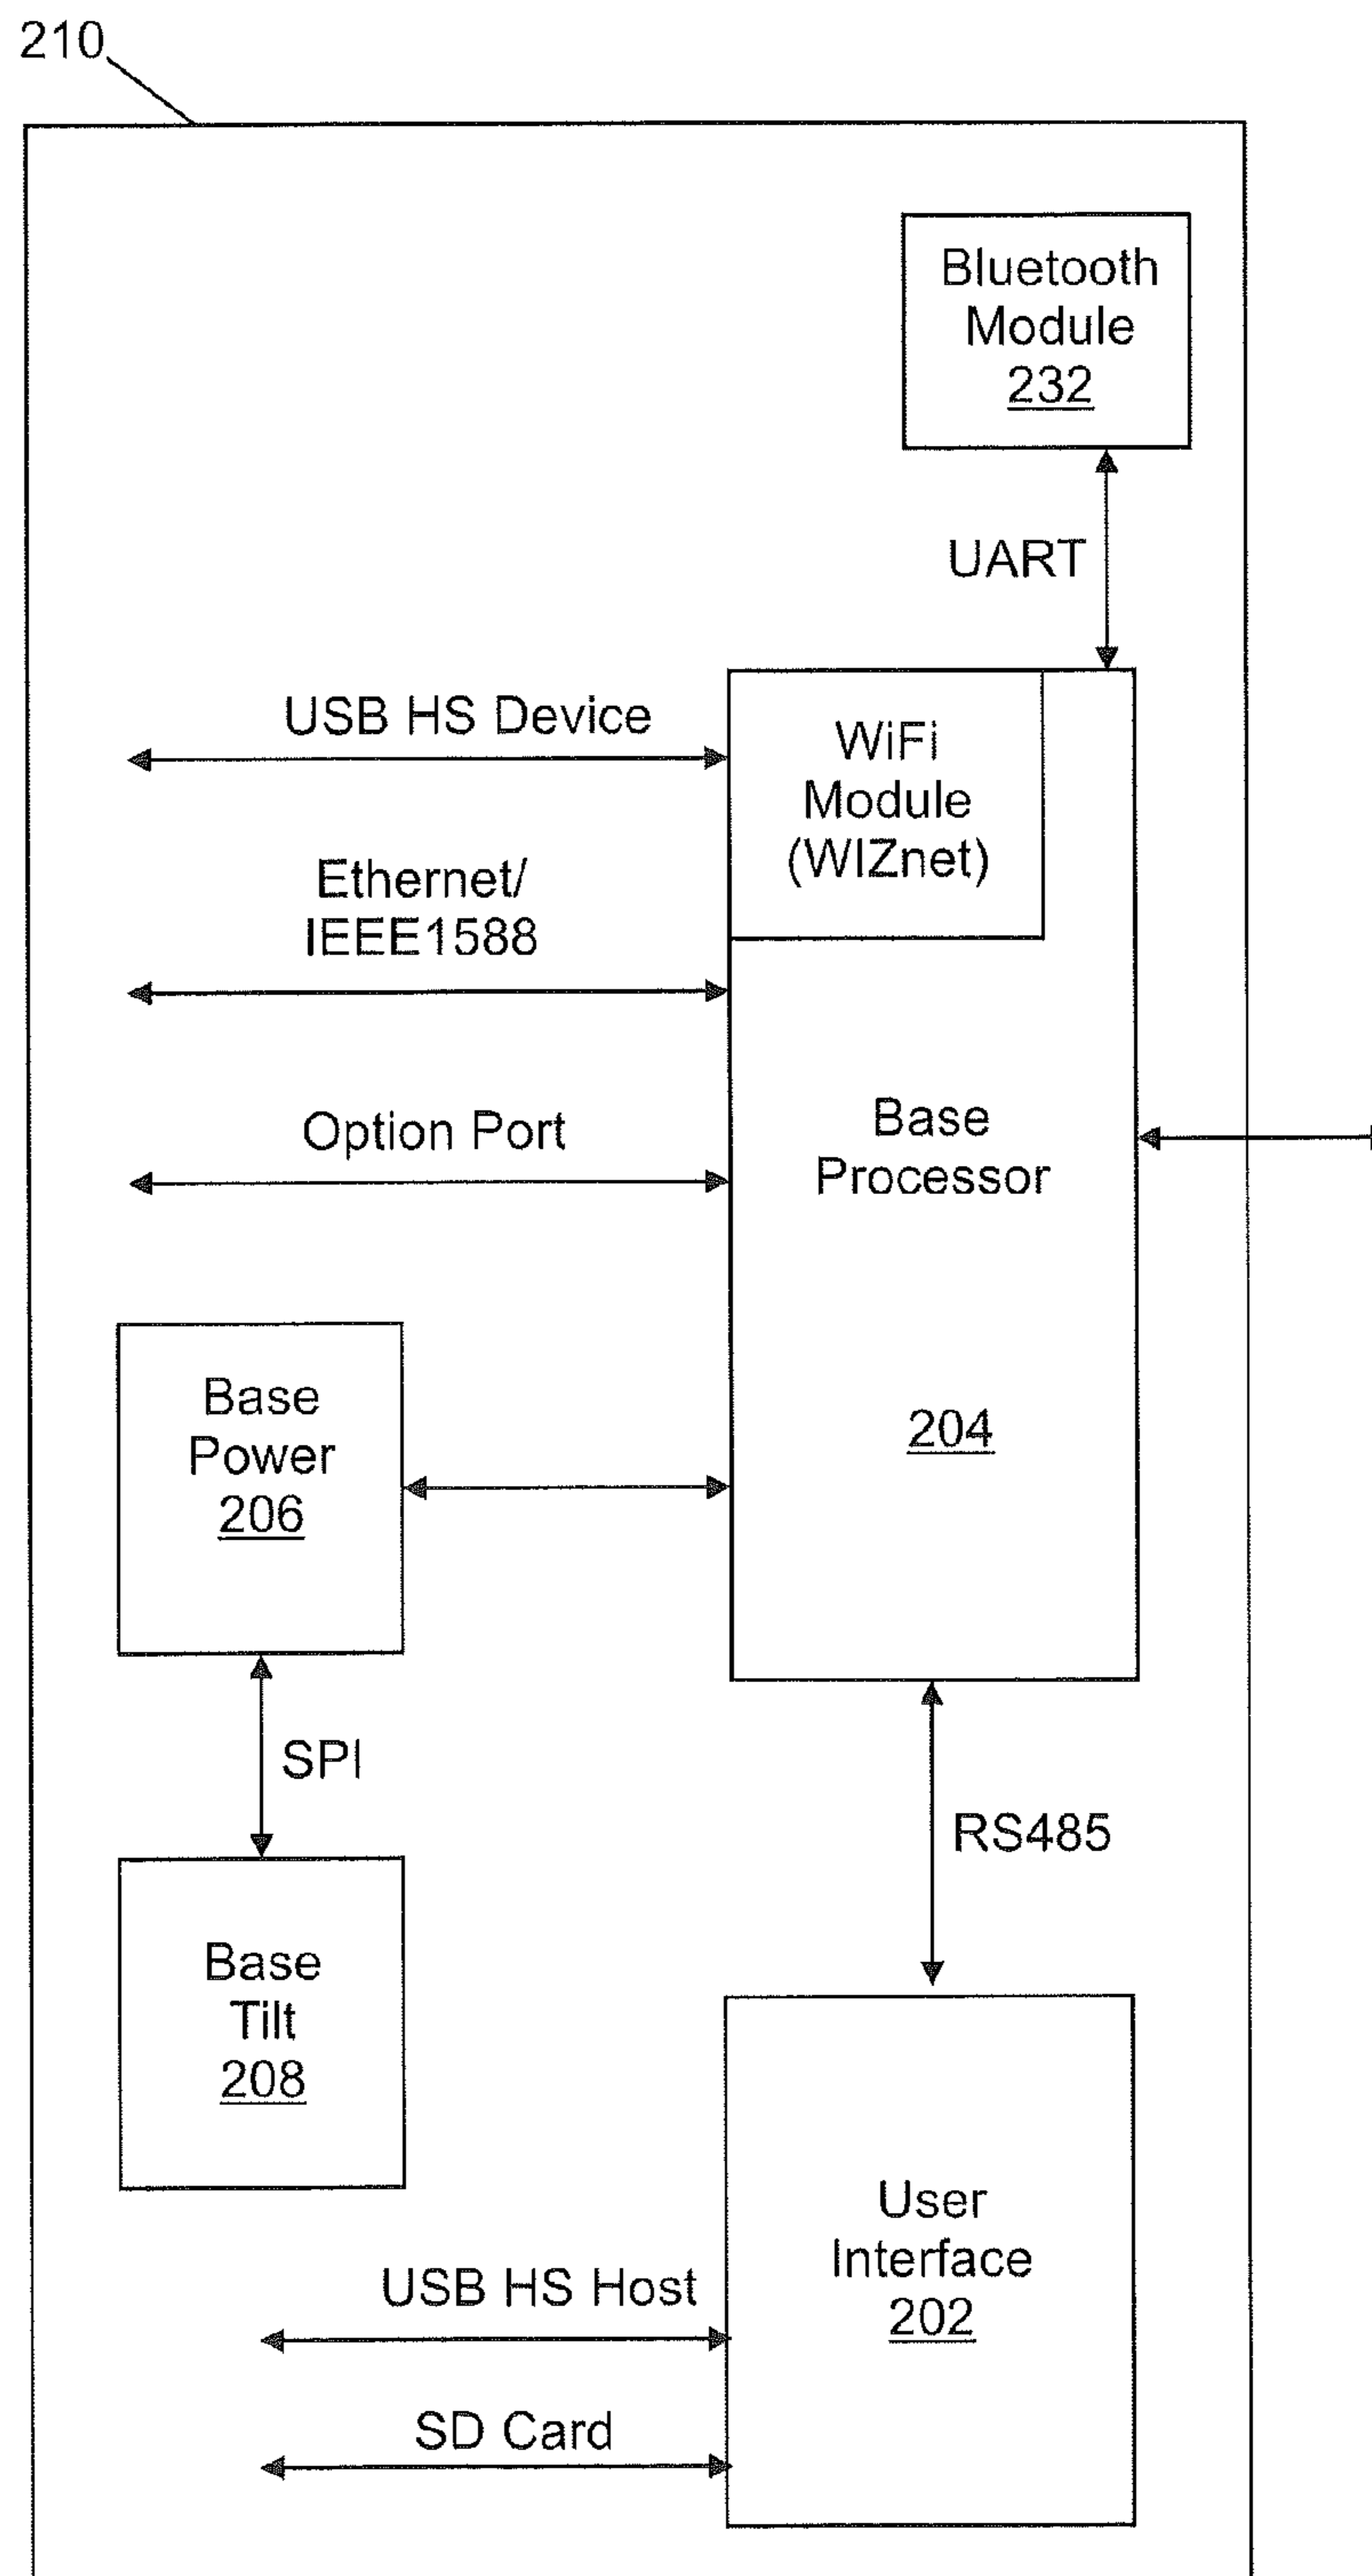 210
Bluetooth
Module
232
UART
USB HS Device
WiFi
Module
(WIZnet)
Ethernet/
IEEE1588
Option Port
Base
Processor
204
Base
Power
206
SPI
RS485
Base
Tilt
208
User
Interface
202
USB HS Host
SD Card